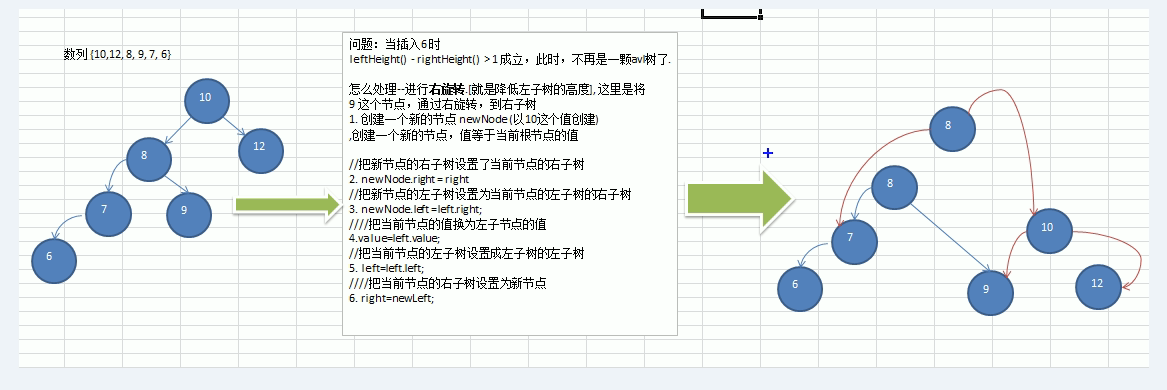 数列 {10,12, 8, 9, 7, 6}
10
8
12
7
9
6
问题：当插入6时
leftHeight() - rightHeight() > 1 成立，此时，不再是一颗avl树了.
怎么处理--进行右旋转.[就是降低左子树的高度], 这里是将
9 这个节点，通过右旋转，到右子树
1. 创建一个新的节点 newNode (以10这个值创建)
,创建一个新的节点，值等于当前根节点的值
//把新节点的右子树设置了当前节点的右子树
2. newNode.right = right
//把新节点的左子树设置为当前节点的左子树的右子树
3. newNode.left =left.right;
////把当前节点的值换为左子节点的值
4.value=left.value;
//把当前节点的左子树设置成左子树的左子树
5. left=left.left;
////把当前节点的右子树设置为新节点
6. right=newLeft;
8
8
10
7
6
9
12